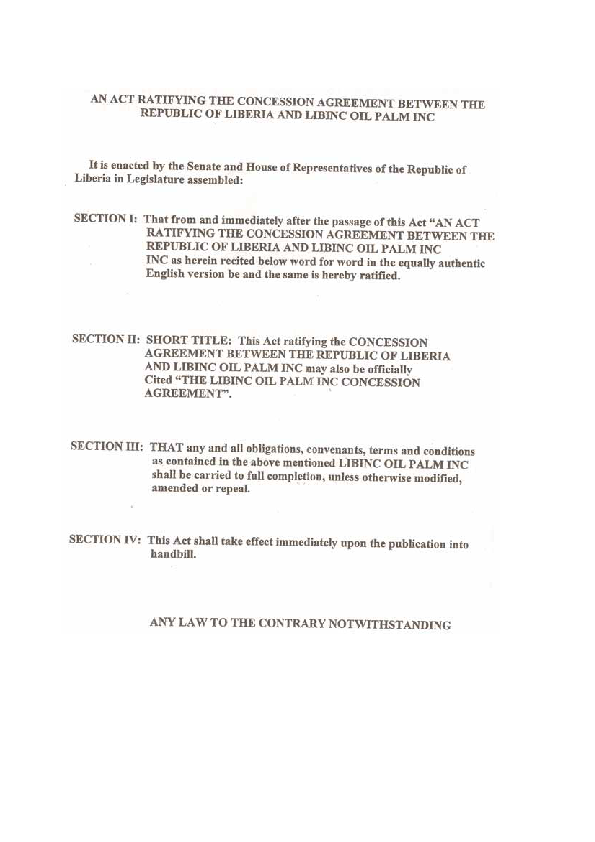 AN ACT RATIFYING THE CONCESSION AGREEMENT BETWEEN THE
REPUBLIC OF LIBERIA AND LIBINC OIL PALM INC
It is enacted by the Senate and House of Representatives of the Republic of
Liberia in Legislature assembled:
SECTION I: That from and immediately after the passage of this Act “AN ACT
RATIFYING THE CONCESSION AGREEMENT BETWEEN THE
REPUBLIC OF LIBERIA AND LIBINC OIL PALM INC
INC as herein recited below word for word in the equally authentic
English version be and the same is hereby ratified.
SECTION II: SHORT TITLE: This Act ratifying the CONCESSION
AGREEMENT BETWEEN THE REPUBLIC OF LIBERIA
AND LIBINC OIL PALM INC may also be officially
Cited “THE LIBINC OIL PALM INC CONCESSION
AGREEMENT”.
SECTION III: THAT any and all obligations, convenants, terms and conditions
as contained in the above mentioned LIBINC OIL PALM INC
shall be carried to full completion, unless otherwise modified,
amended or repeal.
SECTION IV: This Act shall take effect immediately upon the publication into
handbill.
ANY LAW TO THE CONTRARY NOTWITHSTANDING